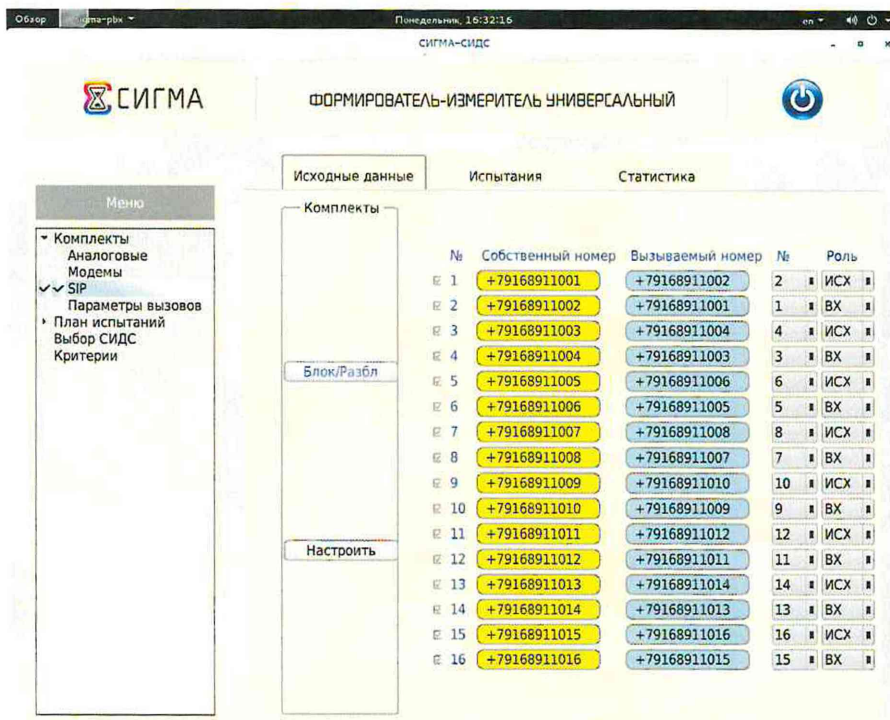 Обзор sigma-pbx Понедельник, 16:32:16 en
СИГМА-СИДС
СИГМА ФОРМИРОВАТЕЛЬ-ИЗМЕРИТЕЛЬ УНИВЕРСАЛЬНЫЙ
Исходные данные Испытания Статистика
Меню
Комплекты
Аналоговые
Модемы
SIP
Параметры вызовов
План испытаний
Выбор СИДС
Критерии
Комплекты
Блок/Разбл
Настроить
№ Собственный номер Вызываемый номер № Роль
1 +79168911001 +79168911002 2 ИСХ
2 +79168911002 +79168911001 1 ВХ
3 +79168911003 +79168911004 4 ИСХ
4 +79168911004 +79168911003 3 ВХ
5 +79168911005 +79168911006 6 ИСХ
6 +79168911006 +79168911005 5 ВХ
7 +79168911007 +79168911008 8 ИСХ
8 +79168911008 +79168911007 7 ВХ
9 +79168911009 +79168911010 10 ИСХ
10 +79168911010 +79168911009 9 ВХ
11 +79168911011 +79168911012 12 ИСХ
12 +79168911012 +79168911011 11 ВХ
13 +79168911013 +79168911014 14 ИСХ
14 +79168911014 +79168911013 13 ВХ
15 +79168911015 +79168911016 16 ИСХ
16 +79168911016 +79168911015 15 ВХ